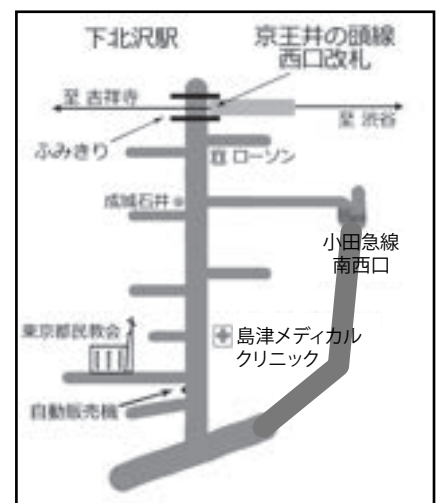 下北沢駅
京王井の頭線
西口改札
至 吉祥寺
至 渋谷
ふみきり
ローソン
成城石井
小田急線
南西口
東京都民教会
島津メディカル
クリニック
自動販売機